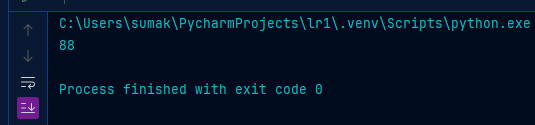 C:\Users\sumak\PycharmProjects\lr1\.venv\Scripts\python.exe
88
Process finished with exit code 0